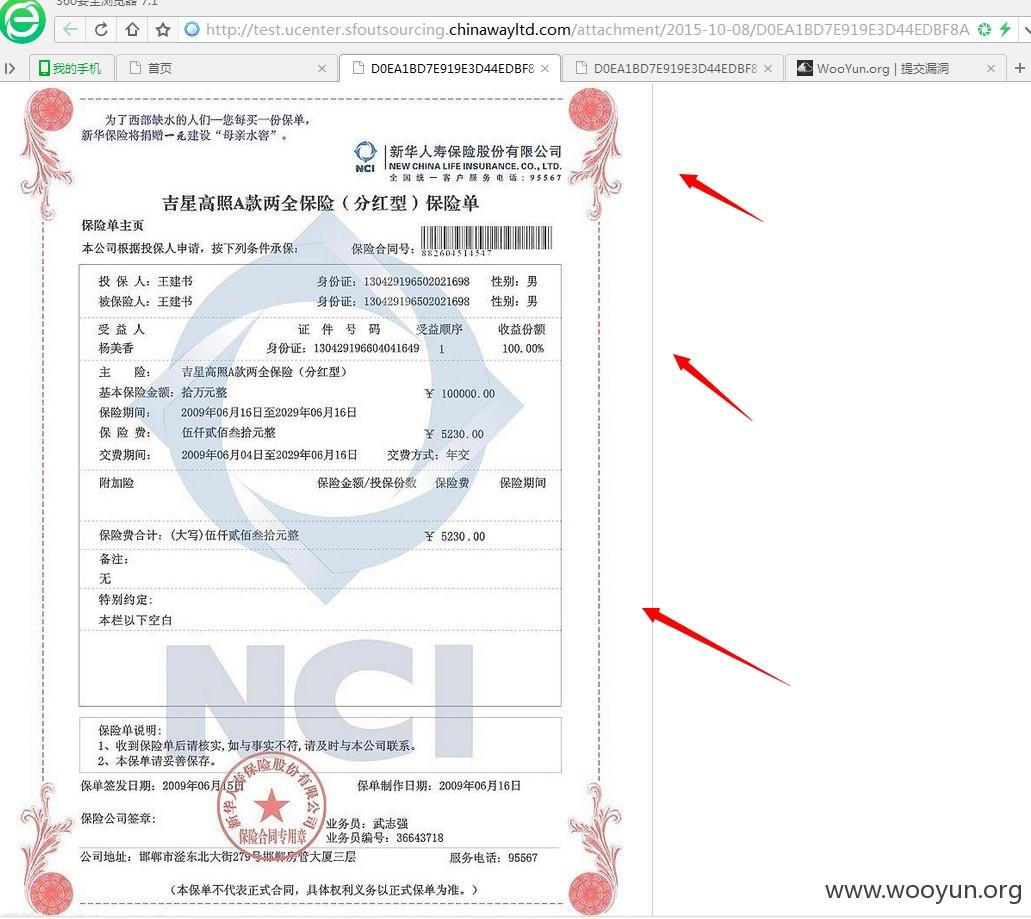 360安全浏览器 7.1
http://test.ucenter.sfoutsourcing.chinawayltd.com/attachment/2015-10-08/D0EA1BD7E919E3D44EDBF8A
我的手机 首页 D0EA1BD7E919E3D44EDBF8 D0EA1BD7E919E3D44EDBF8 WooYun.org | 提交漏洞
为了西部缺水的人们—您每买一份保单,
新华保险将捐赠一元建设“母亲水窖”。
NCI 新华人寿保险股份有限公司
NEW CHINA LIFE INSURANCE. CO., LTD.
全国统一客户服务电话:95567
吉星高照A款两全保险(分红型)保险单
保险单主页
本公司根据投保人申请,按下列条件承保: 保险合同号:
882604514547
投 保 人:王建书 身份证:130429196502021698 性别:男
被保险人:王建书 身份证:130429196502021698 性别:男
受 益 人 证 件 号 码 受益顺序 收益份额
杨美香 身份证:130429196604041649 1 100.00%
主 险: 吉星高照A款两全保险(分红型)
基本保险金额:拾万元整 ¥ 100000.00
保险期间: 2009年06月16日至2029年06月16日
保 险 费: 伍仟贰佰叁拾元整 ¥ 5230.00
交费期间: 2009年06月04日至2029年06月16日 交费方式:年交
附加险 保险金额/投保份数 保险费 保险期间
保险费合计:(大写)伍仟贰佰叁拾元整 ¥ 5230.00
备注:
无
特别约定:
本栏以下空白
NCI
保险单说明:
1、收到保险单后请核实,如与事实不符,请及时与本公司联系。
2、本保单请妥善保存。
保单签发日期:2009年06月15日 保单制作日期:2009年06月16日
保险公司签章:
新华人寿保险股份有限公司
保险合同专用章
业务员:武志强
业务员编号:36643718
公司地址:邯郸市滏东北大街279号邯郸房管大厦三层 服务电话:95567
(本保单不代表正式合同,具体权利义务以正式保单为准。)
www.wooyun.org